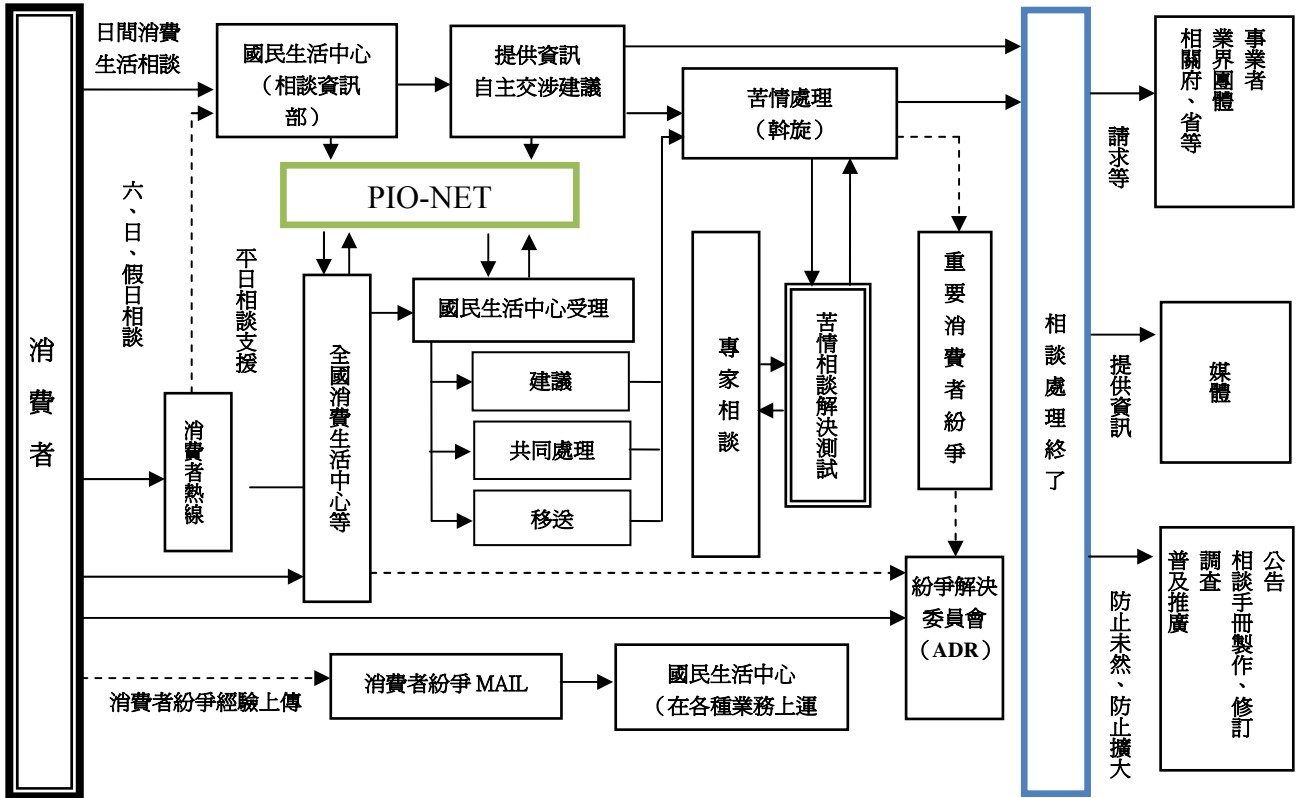 消費者
日間消費
生活相談
國民生活中心
（相談資訊
部）
提供資訊
自主交涉建議
苦情處理
（斡旋）
PIO-NET
六、日、假日相談
平日相談支援
消費者熱線
全國消費生活中心等
國民生活中心受理
建議
共同處理
移送
專家相談
苦情相談解決測試
重要消費者紛爭
紛爭解決
委員會
（ADR）
消費者紛爭經驗上傳
消費者紛爭 MAIL
國民生活中心
（在各種業務上運
相談處理終了
請求等
事業者
業界團體
相關府、省等
提供資訊
媒體
防止未然、防止擴大
公告
相談手冊製作、修訂
調查
普及推廣